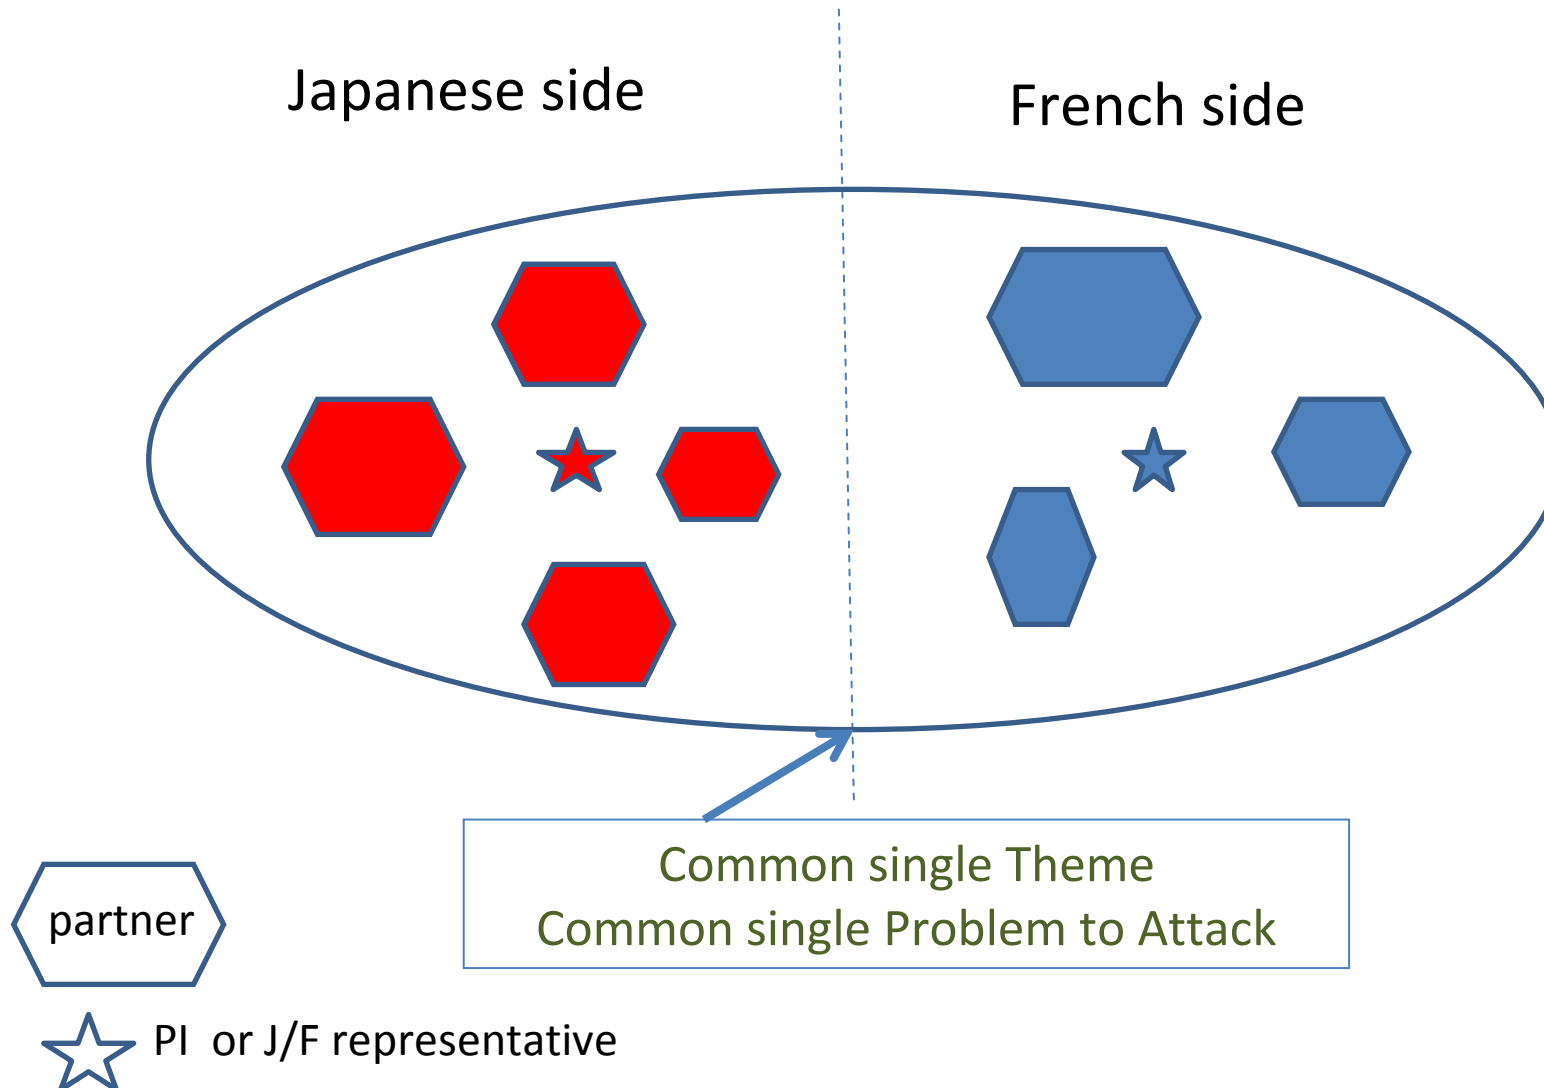 Japanese side
French side
Common single Theme
Common single Problem to Attack
partner
PI or J/F representative